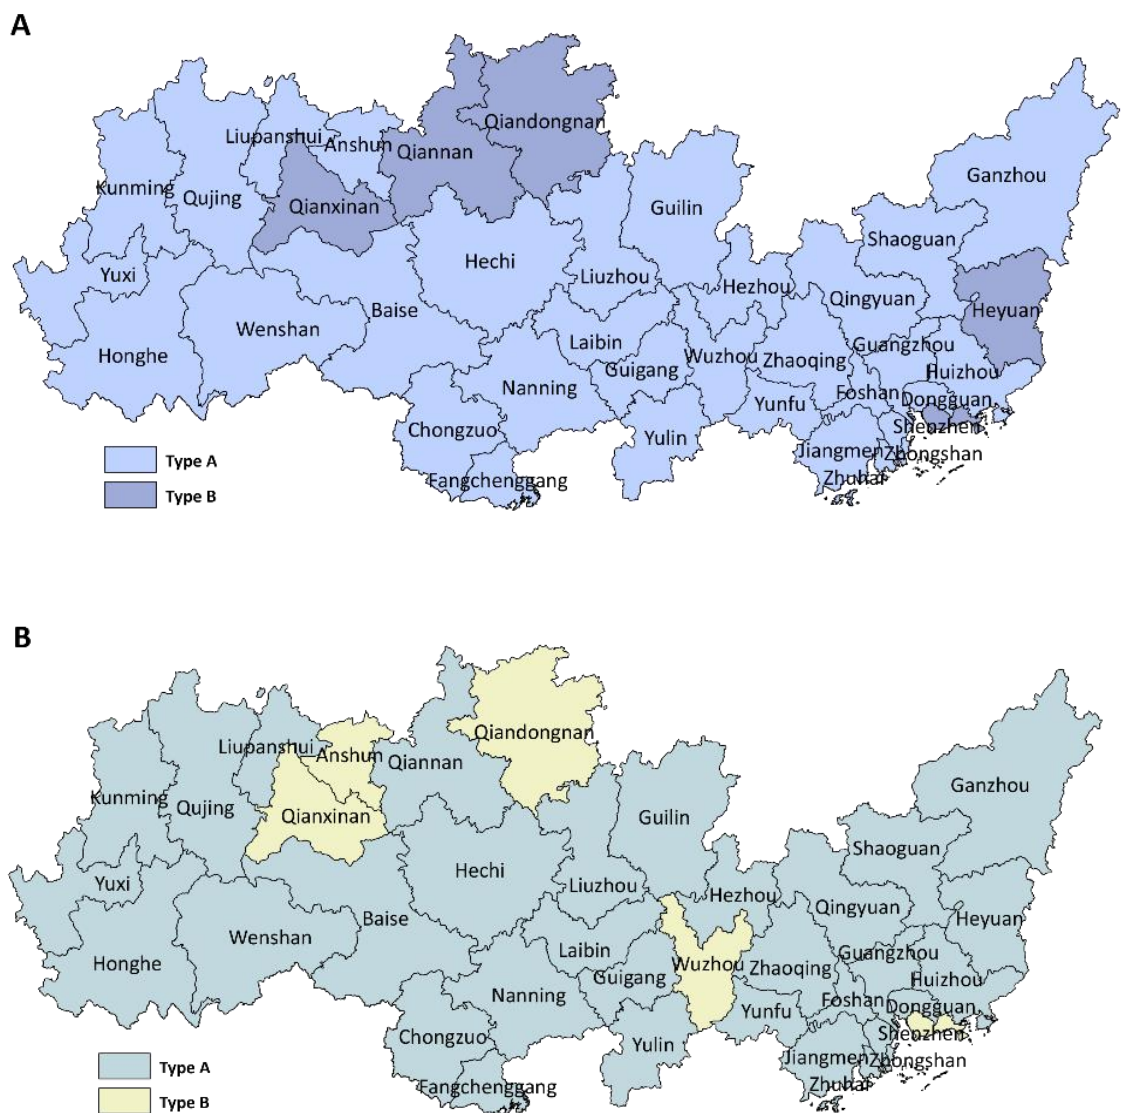 A
Qiandongnan
Liupanshui
Anshun
Qiannan
Kunming
Qujing
Qianxinan
Ganzhou
Guilin
Shaoguan
Yuxi
Hechi
Liuzhou
Hezhou
Qingyuan
Heyuan
Baise
Wenshan
Honghe
Laibin
Guigang
Wuzhou
Zhaoqing
Guangzhou
Huizhou
Nanning
Yunfu
Foshan
Dongguan
Chongzuo
Yulin
Shenzhen
Jiangmen
Zhongshan
Fangchenggang
Zhuhai
Type A
Type B
B
Qiandongnan
Liupanshui
Anshun
Qiannan
Kunming
Qujing
Qianxinan
Ganzhou
Guilin
Shaoguan
Yuxi
Hechi
Liuzhou
Hezhou
Qingyuan
Heyuan
Baise
Wenshan
Honghe
Laibin
Guigang
Wuzhou
Zhaoqing
Guangzhou
Huizhou
Nanning
Yunfu
Foshan
Dongguan
Chongzuo
Yulin
Shenzhen
Jiangmen
Zhongshan
Fangchenggang
Zhuhai
Type A
Type B